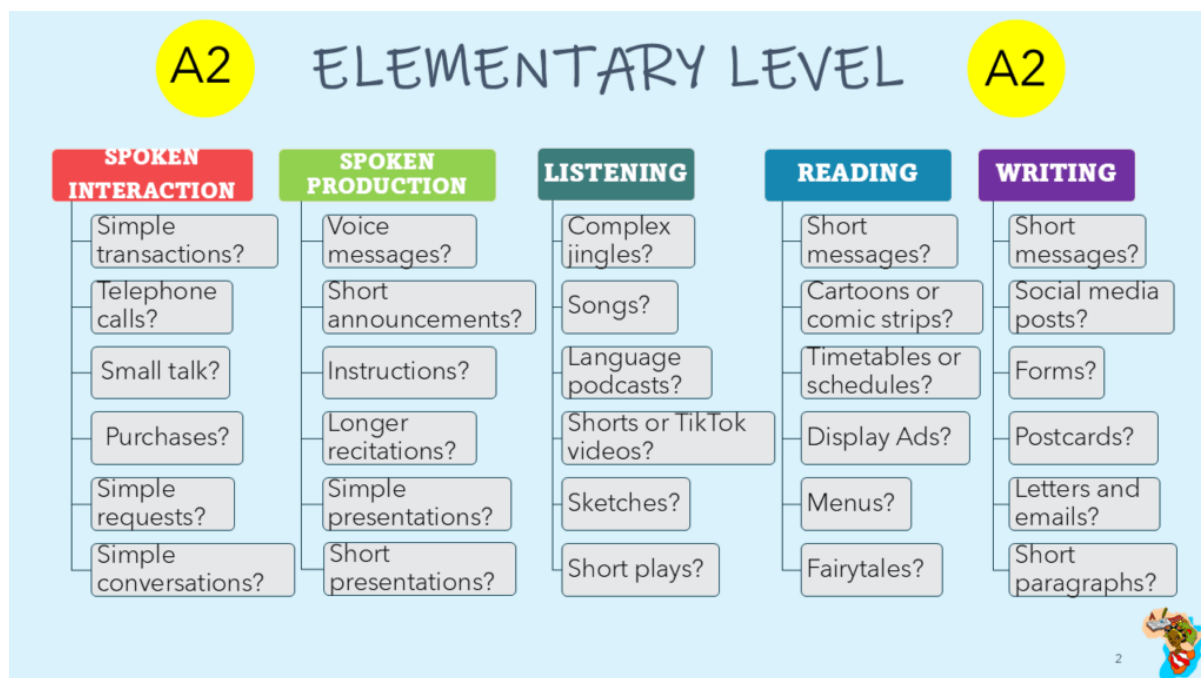 A2
ELEMENTARY LEVEL
A2
SPOKEN
INTERACTION
Simple
transactions?
Telephone
calls?
Small talk?
Purchases?
Simple
requests?
Simple
conversations?
SPOKEN
PRODUCTION
Voice
messages?
Short
announcements?
Instructions?
Longer
recitations?
Simple
presentations?
Short
presentations?
LISTENING
Complex
jingles?
Songs?
Language
podcasts?
Shorts or TikTok
videos?
Sketches?
Short plays?
READING
Short
messages?
Cartoons or
comic strips?
Timetables or
schedules?
Display Ads?
Menus?
Fairytales?
WRITING
Short
messages?
Social media
posts?
Forms?
Postcards?
Letters and
emails?
Short
paragraphs?
2